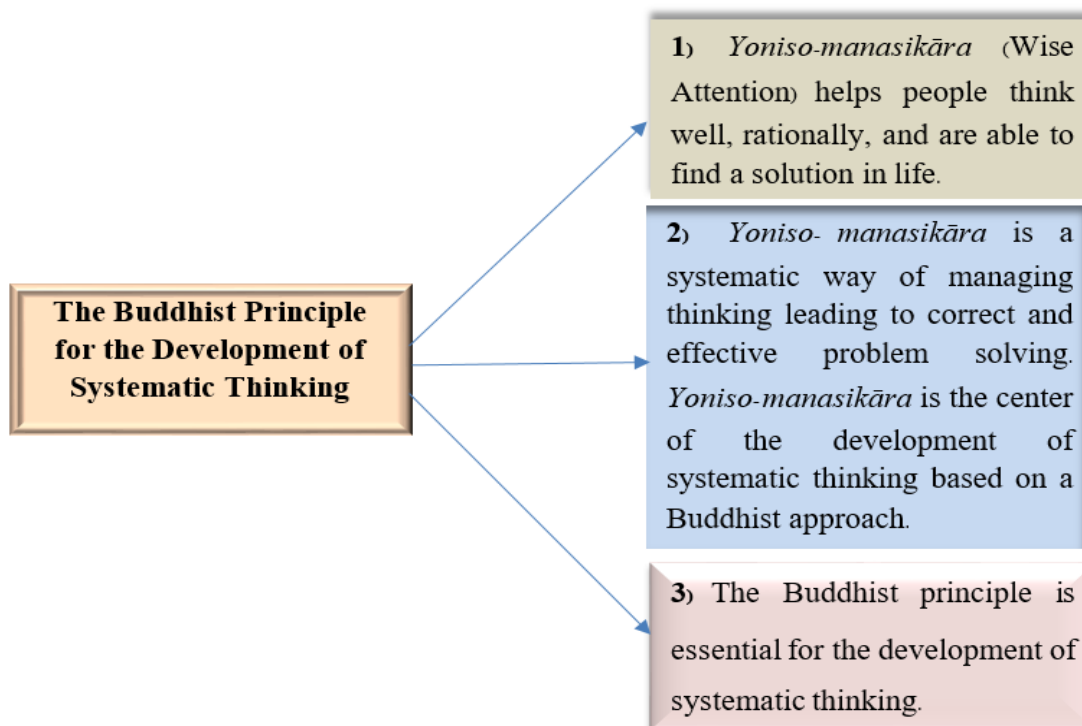 The Buddhist Principle
for the Development of
Systematic Thinking
1) Yoniso-manasikāra (Wise
Attention) helps people think
well, rationally, and are able to
find a solution in life.
2) Yoniso- manasikāra is a
systematic way of managing
thinking leading to correct and
effective problem solving.
Yoniso-manasikāra is the center
of the development of
systematic thinking based on a
Buddhist approach.
3) The Buddhist principle is
essential for the development of
systematic thinking.